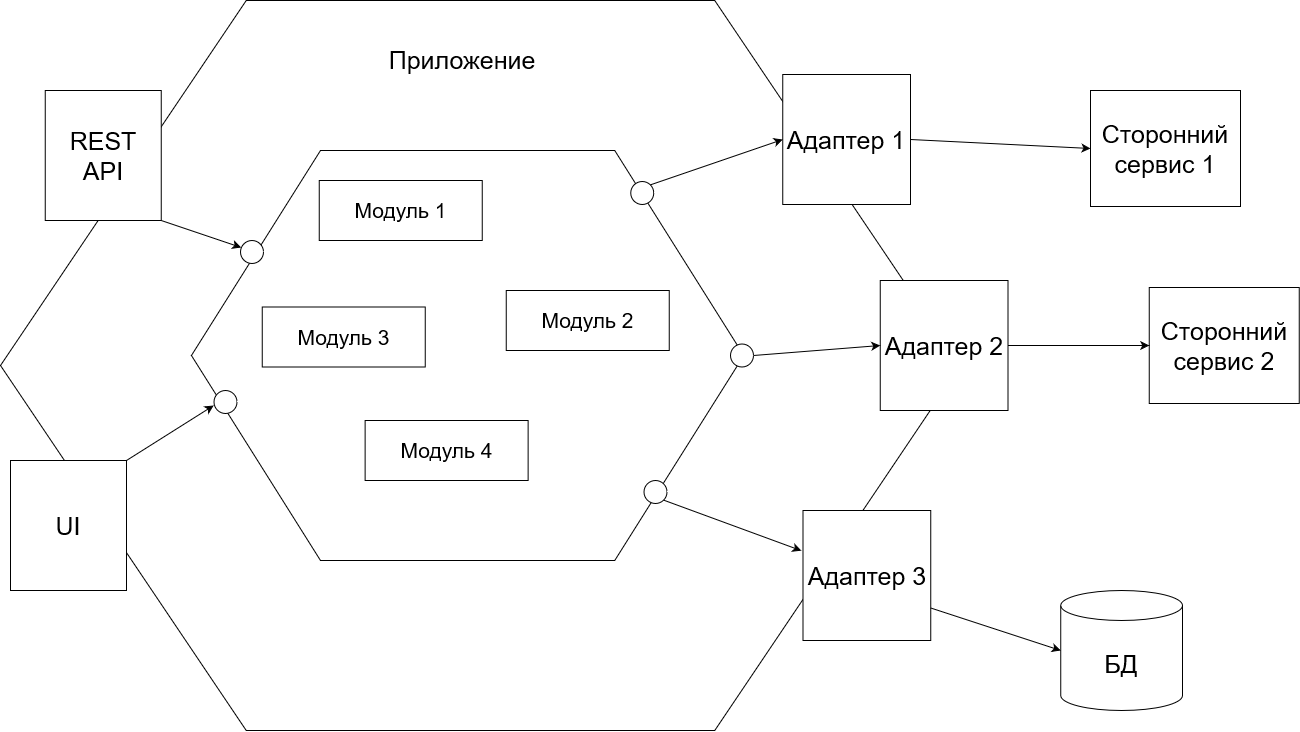 Приложение
REST
API
Адаптер 1
Сторонний
сервис 1
Модуль 1
Модуль 2
Модуль 3
Адаптер 2
Сторонний
сервис 2
Модуль 4
UI
Адаптер 3
БД